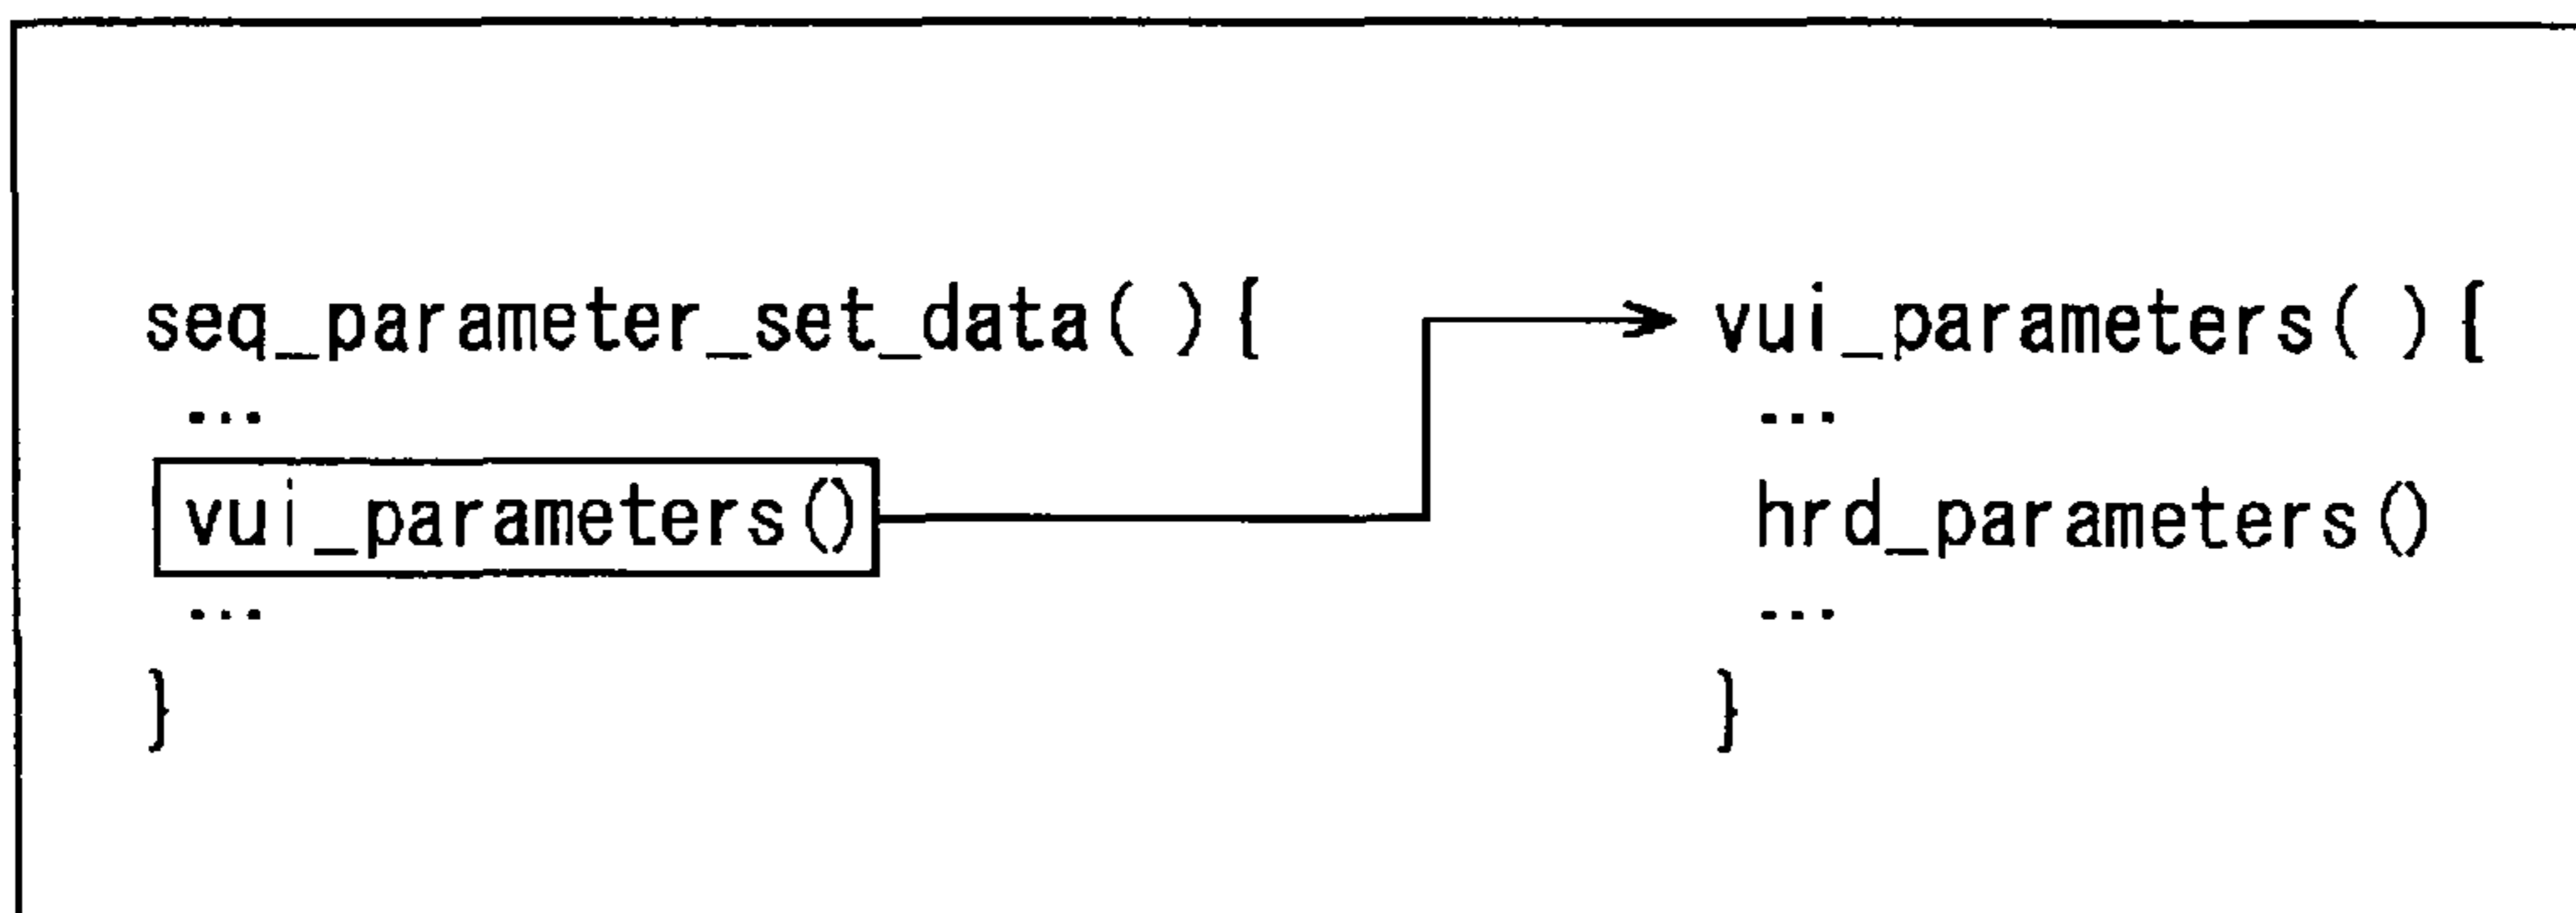 seq_parameter_set_data( ){
...
vui_parameters()
...
}
vui_parameters( ){
...
hrd_parameters()
...
}